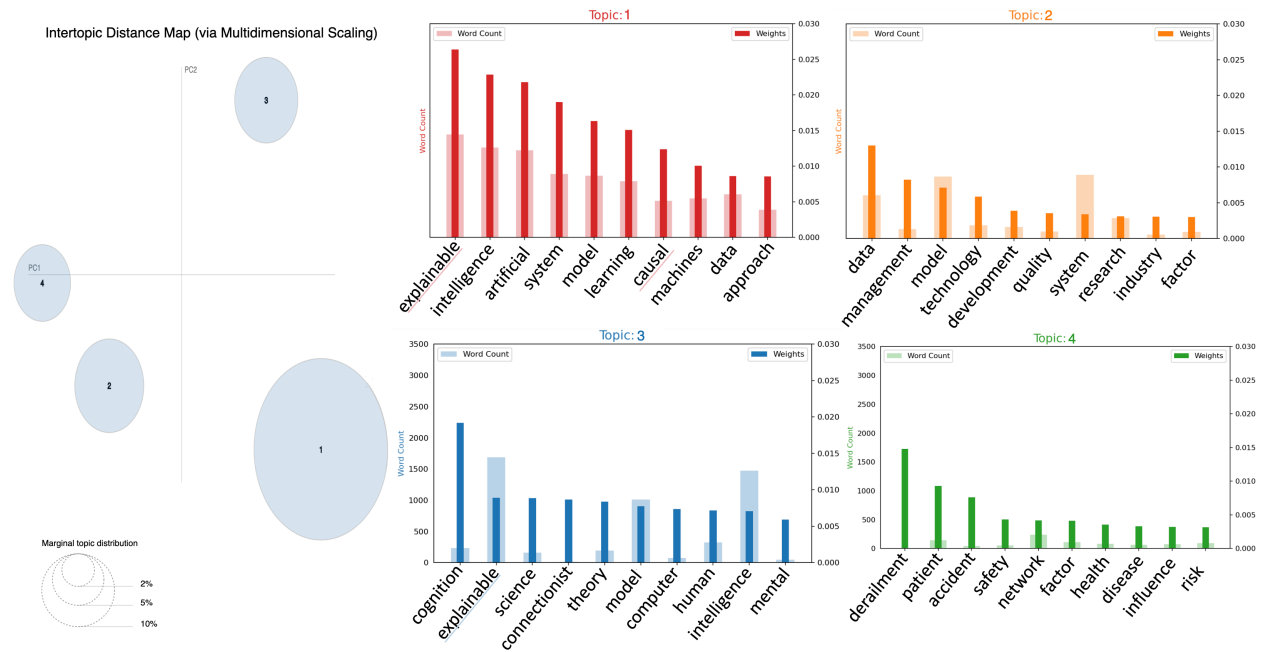 Intertopic Distance Map (via Multidimensional Scaling)
PC2
PC1
3
4
2
1
Marginal topic distribution
2%
5%
10%
Topic: 1
Word Count
Weights
Word Count
0.030
0.025
0.020
0.015
0.010
0.005
0.000
explainable
intelligence
artificial
system
model
learning
causal
machines
data
approach
Topic: 2
Word Count
Weights
Word Count
0.030
0.025
0.020
0.015
0.010
0.005
0.000
data
management
model
technology
development
quality
system
research
industry
factor
Topic: 3
Word Count
Weights
Word Count
3500
3000
2500
2000
1500
1000
500
0
0.030
0.025
0.020
0.015
0.010
0.005
0.000
cognition
explainable
science
connectionist
theory
model
computer
human
intelligence
mental
Topic: 4
Word Count
Weights
Word Count
3500
3000
2500
2000
1500
1000
500
0
0.030
0.025
0.020
0.015
0.010
0.005
0.000
derailment
patient
accident
safety
network
factor
health
disease
influence
risk